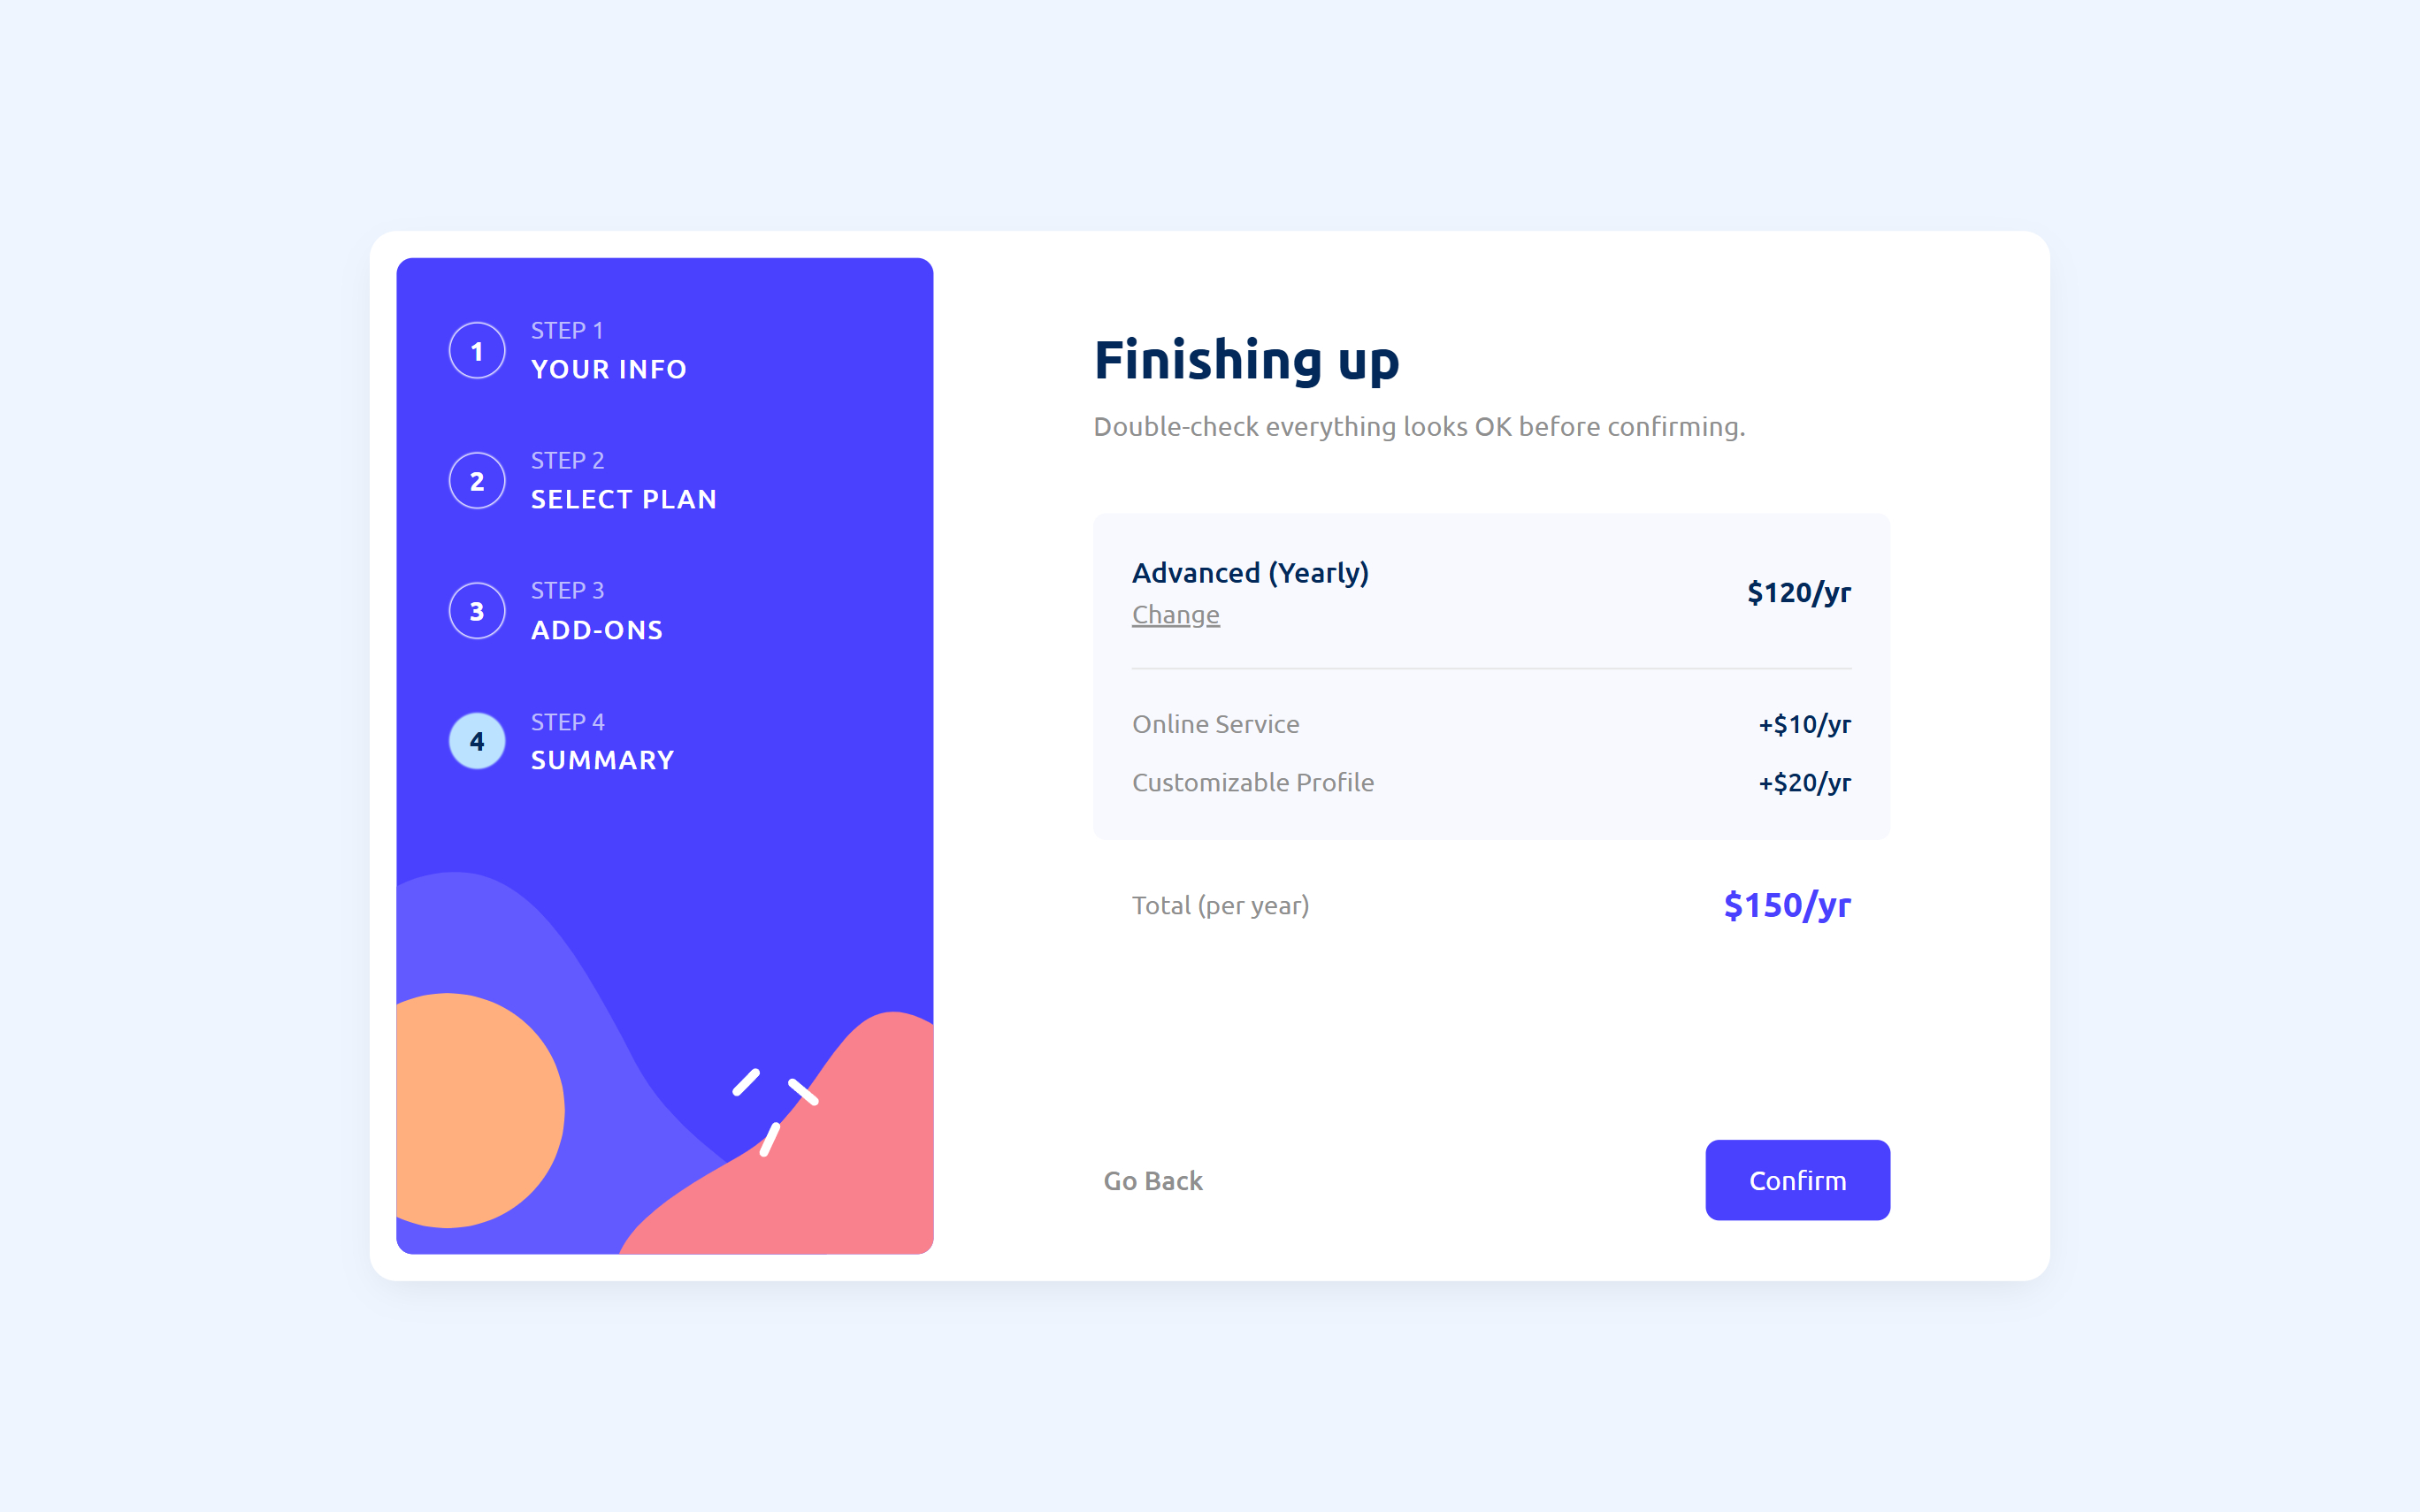 1
STEP 1
YOUR INFO
2
STEP 2
SELECT PLAN
3
STEP 3
ADD-ONS
4
STEP 4
SUMMARY
Finishing up
Double-check everything looks OK before confirming.
Advanced (Yearly)
Change
$120/yr
Online Service +$10/yr
Customizable Profile +$20/yr
Total (per year) $150/yr
Go Back
Confirm